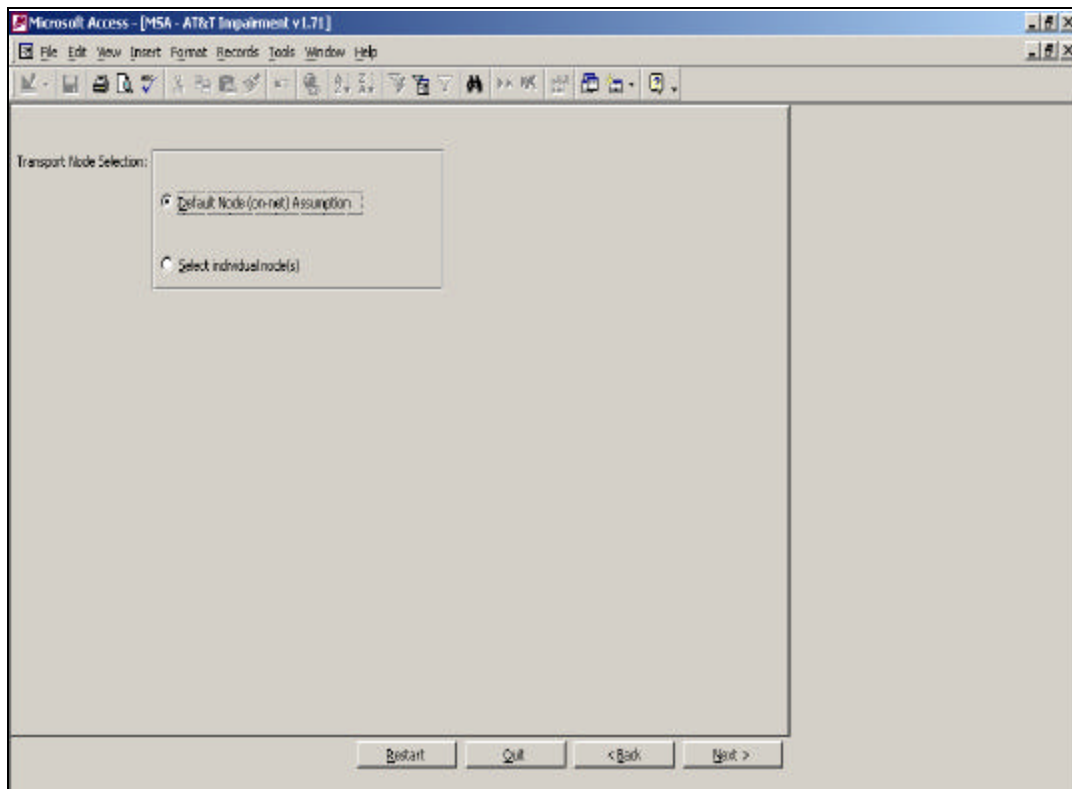 Microsoft Access - [MSA - AT&T Impairment v1.71]
File Edit View Insert Format Records Tools Window Help
Transport Node Selection:
Default Node (on-net) Assumption
Select individual node(s)
Restart Quit < Back Next >